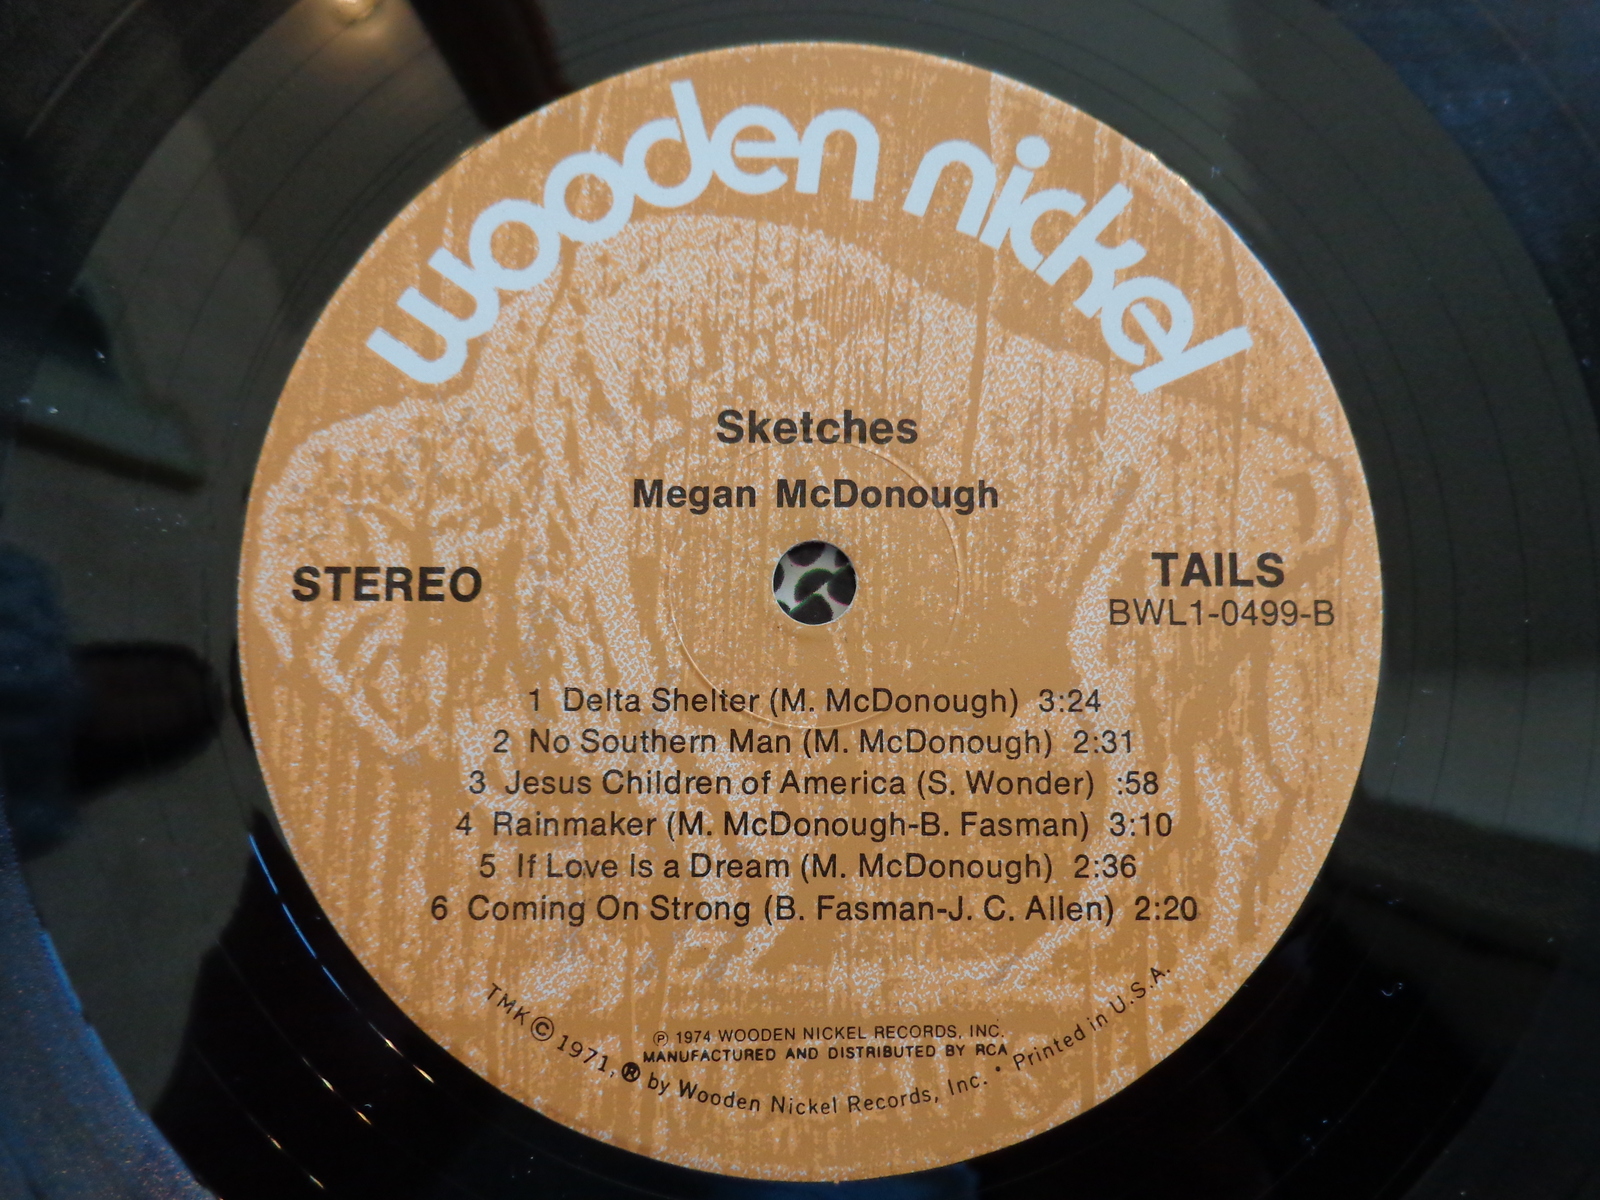 wooden nickel
Sketches
Megan McDonough
STEREO
TAILS
BWL1-0499-B
1 Delta Shelter (M. McDonough) 3:24
2 No Southern Man (M. McDonough) 2:31
3 Jesus Children of America (S. Wonder) :58
4 Rainmaker (M. McDonough-B. Fasman) 3:10
5 If Love Is a Dream (M. McDonough) 2:36
6 Coming On Strong (B. Fasman-J. C. Allen) 2:20
℗ 1974 WOODEN NICKEL RECORDS, INC.
MANUFACTURED AND DISTRIBUTED BY RCA
TMK © 1971, ® by Wooden Nickel Records, Inc. • Printed in U.S.A.